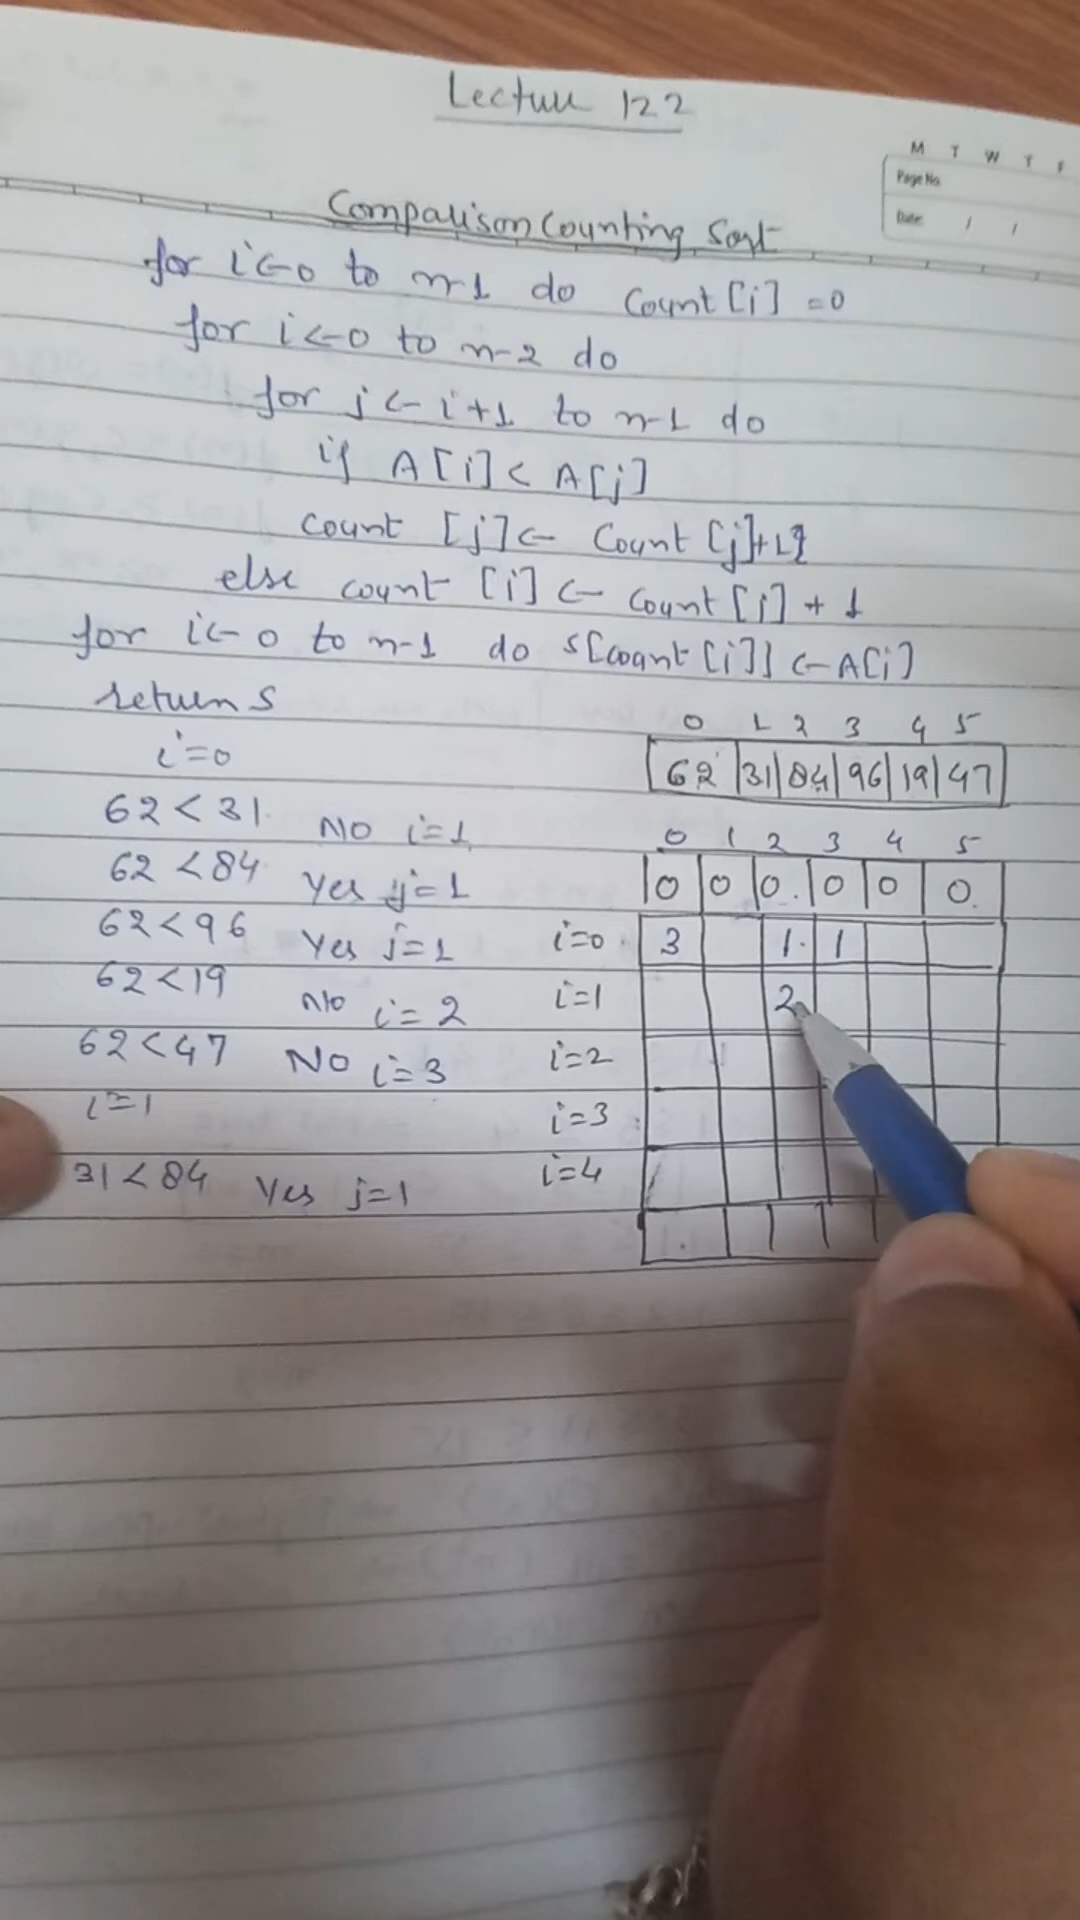 Lecture 122
M T W T F
Page No.
Date: / /
Comparison Counting Sort
for i<-0 to n-1 do Count[i]=0
for i<-0 to n-2 do
for j<-i+1 to n-1 do
if A[i]<A[j]
Count [j]<- Count[j]+1
else count [i]<- count[i]+1
for i<-0 to n-1 do S[count[i]]<-A[i]
return S
0 1 2 3 4 5
62 31 84 96 19 47
i=0
62<31 NO i=1
0 1 2 3 4 5
62<84 Yes j=1
0 0 0 0 0 0
62<96 Yes j=1
i=0 3 1 1
62<19 No i=2
i=1 2
62<47 NO i=3
i=2
i=1
i=3
31<84 Yes j=1
i=4